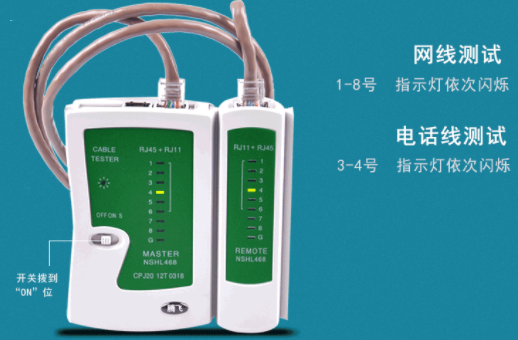 网线测试
1-8号 指示灯依次闪烁
电话线测试
3-4号 指示灯依次闪烁
CABLE
TESTER
RJ45+RJ11
1
2
3
4
5
6
7
8
G
OFF ON S
MASTER
NSHL468
CPJ20 12T 0318
腾飞
RJ11+RJ45
1
2
3
4
5
6
7
8
G
REMOTE
NSHL468
开关拨到
"ON"位